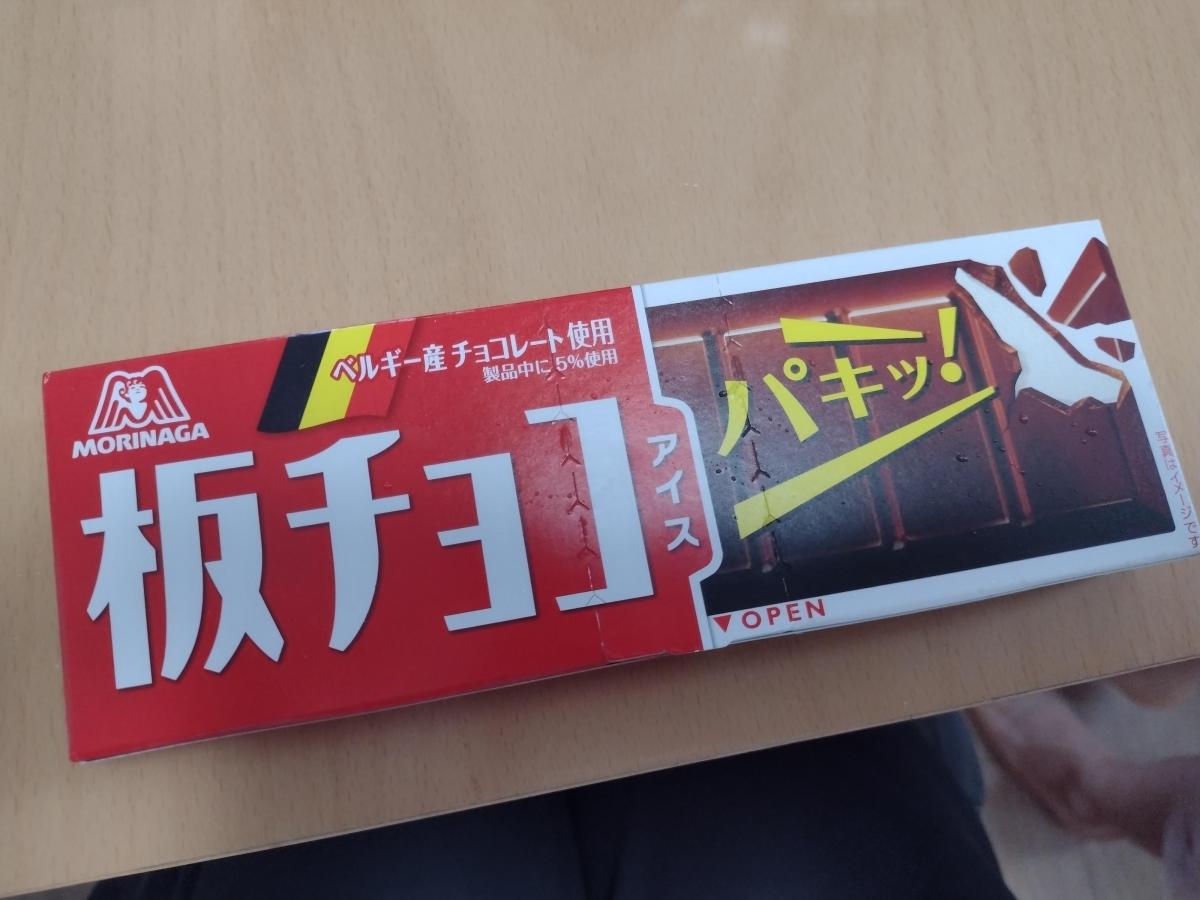 MORINAGA
ベルギー産チョコレート使用
製品中に5%使用
板チョコ
アイス
パキッ!
▼OPEN
写真はイメージです